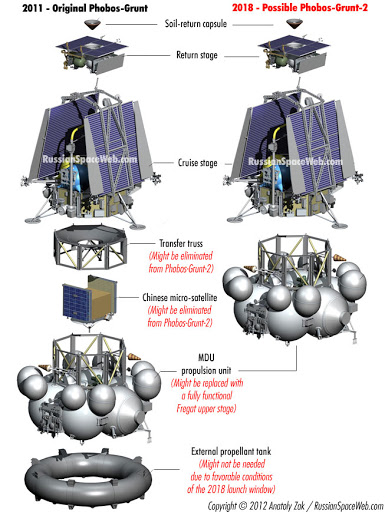 2011 - Original Phobos-Grunt
2018 - Possible Phobos-Grunt-2
Soil-return capsule
Return stage
RussianSpaceWeb.com
RussianSpaceWeb.com
Cruise stage
Transfer truss
(Might be eliminated
from Phobos-Grunt-2)
Chinese micro-satellite
(Might be eliminated
from Phobos-Grunt-2)
MDU
propulsion unit
(Might be replaced with
a fully functional
Fregat upper stage)
External propellant tank
(Might not be needed
due to favorable conditions
of the 2018 launch window)
Copyright © 2012 Anatoly Zak / RussianSpaceWeb.com